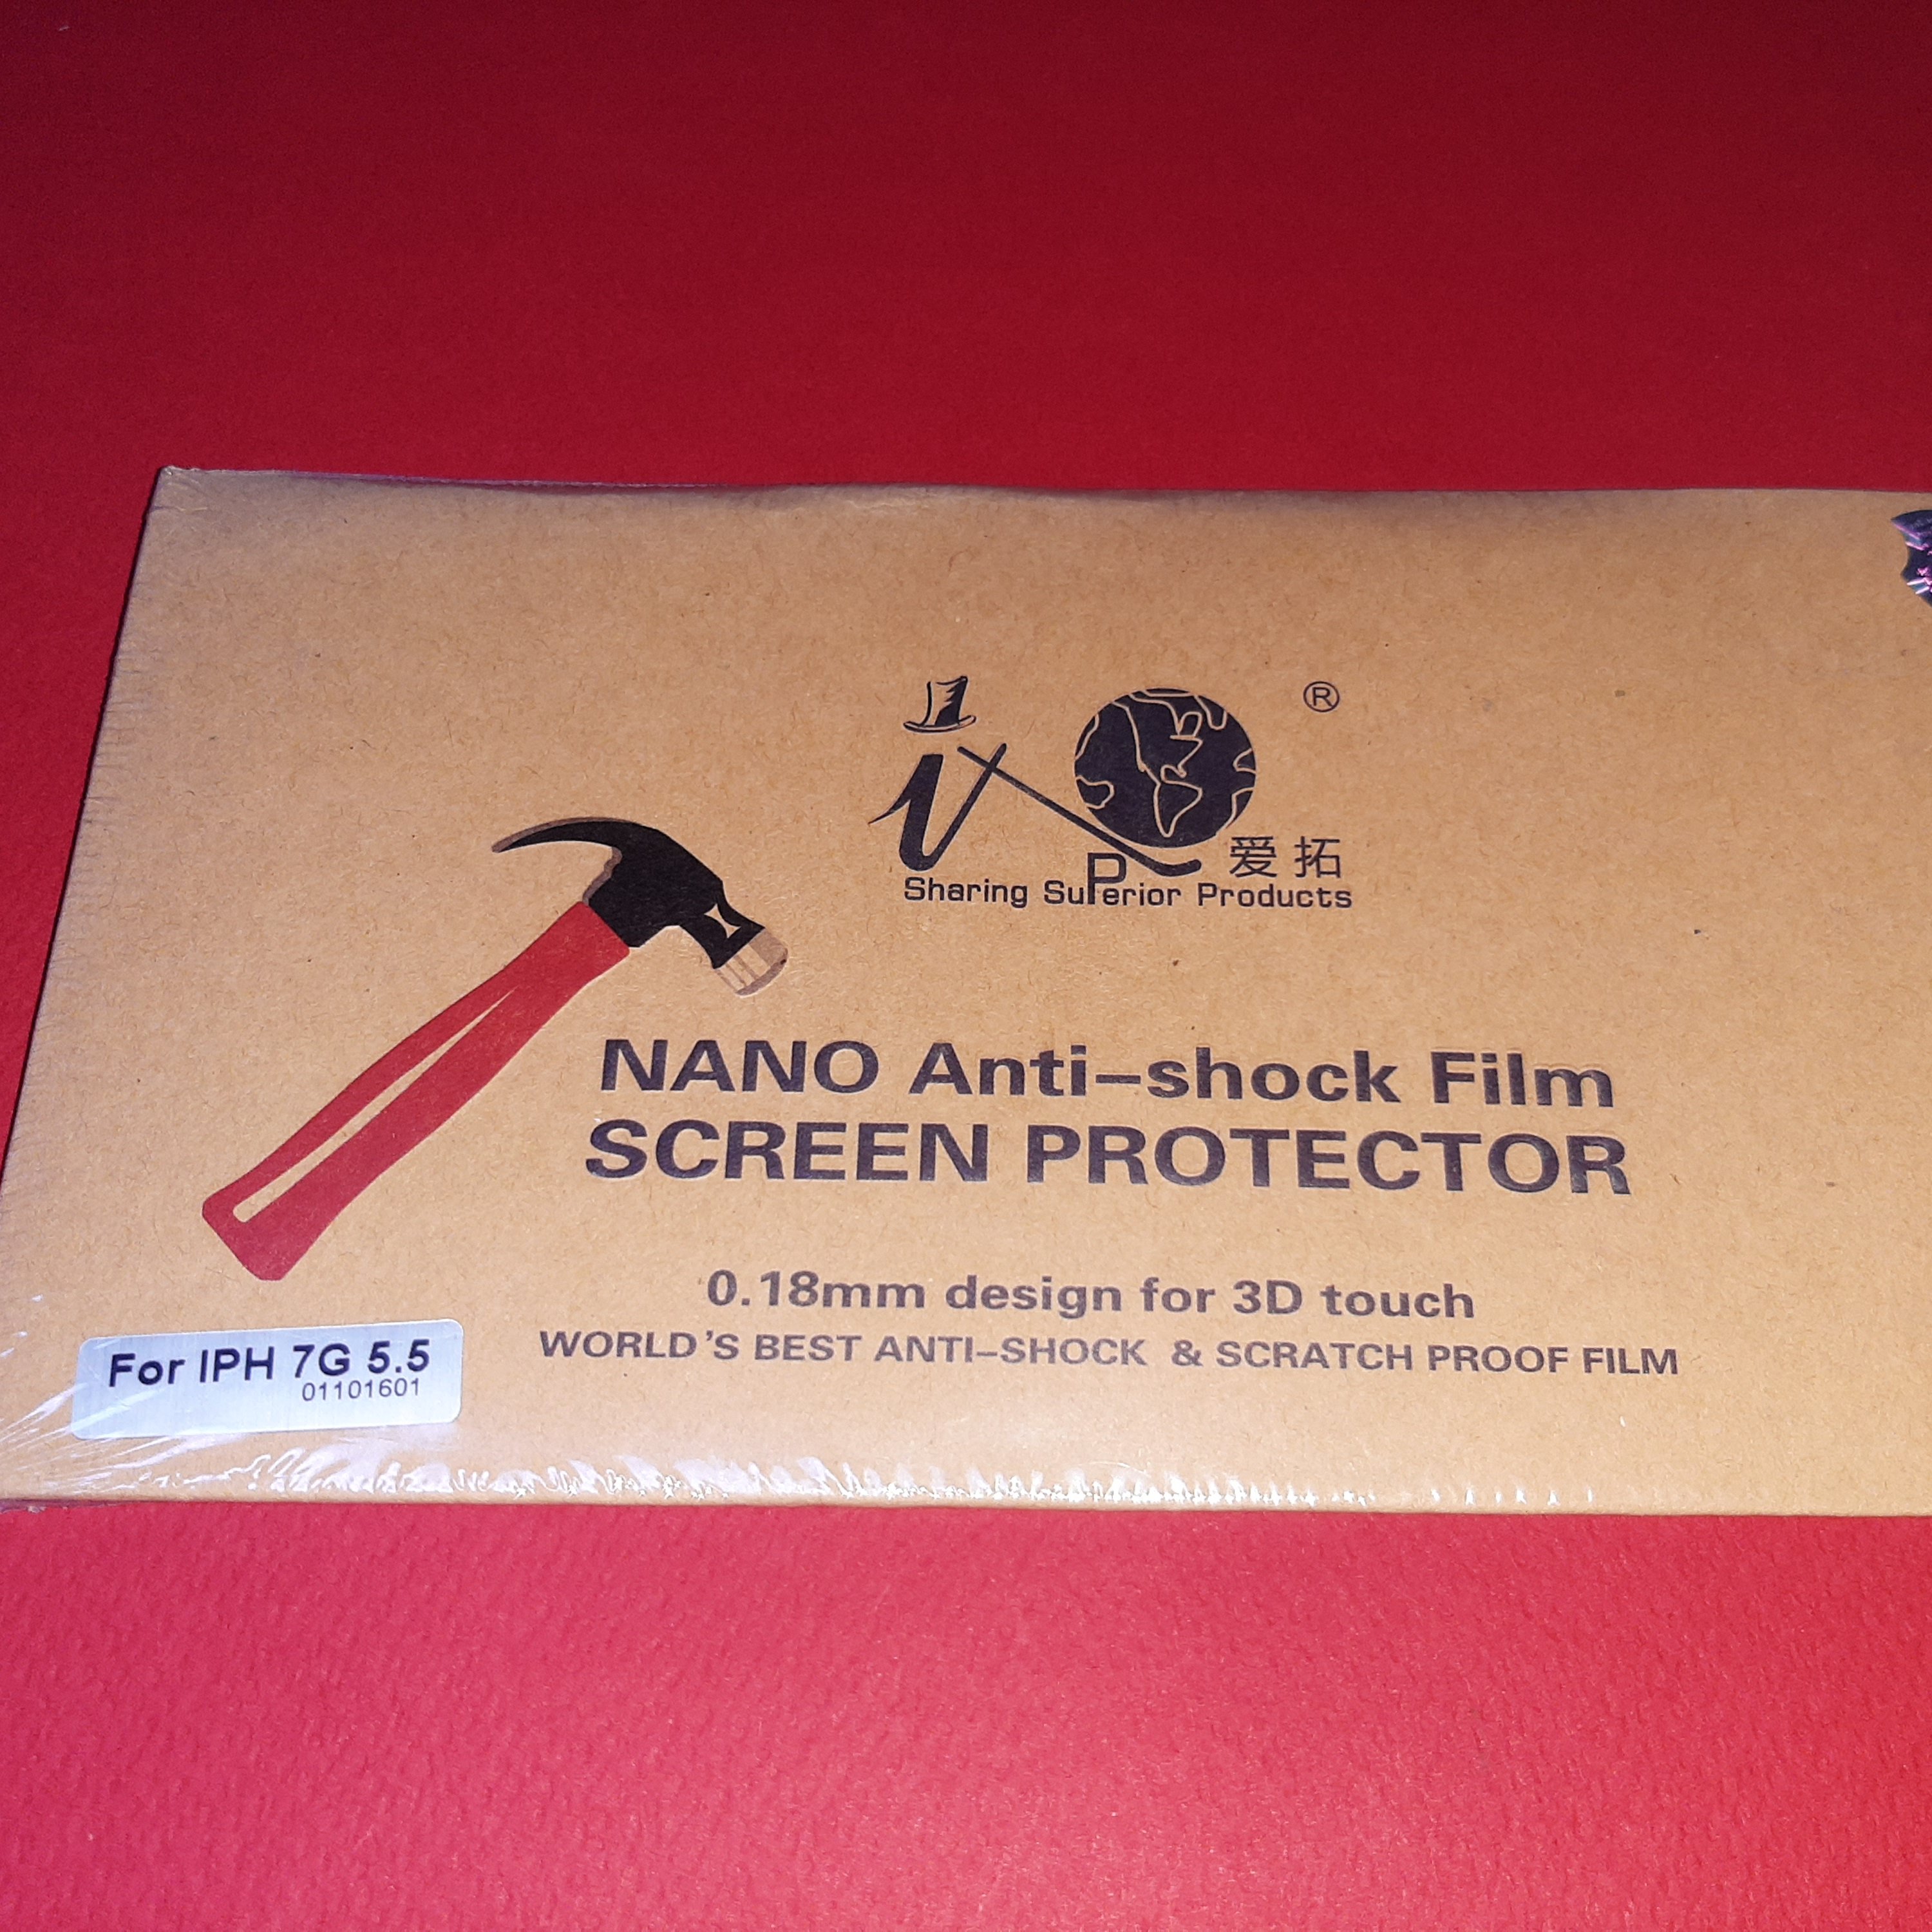 ®
爱拓
Sharing SuPerior Products
NANO Anti-shock Film
SCREEN PROTECTOR
0.18mm design for 3D touch
WORLD'S BEST ANTI-SHOCK & SCRATCH PROOF FILM
For IPH 7G 5.5
01101601